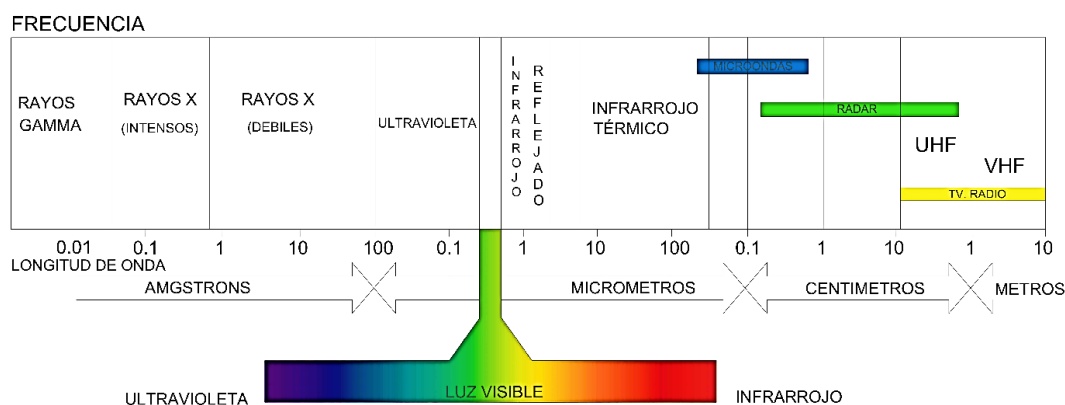 FRECUENCIA
RAYOS
GAMMA
RAYOS X
(INTENSOS)
RAYOS X
(DEBILES)
ULTRAVIOLETA
INFRARROJO
REFLEJADO
INFRARROJO
TÉRMICO
MICROONDAS
RADAR
UHF
VHF
TV. RADIO
0.01 0.1 1 10 100 0.1 1 10 100 0.1 1 10 1 10
LONGITUD DE ONDA
AMGSTRONS MICROMETROS CENTIMETROS METROS
ULTRAVIOLETA LUZ VISIBLE INFRARROJO